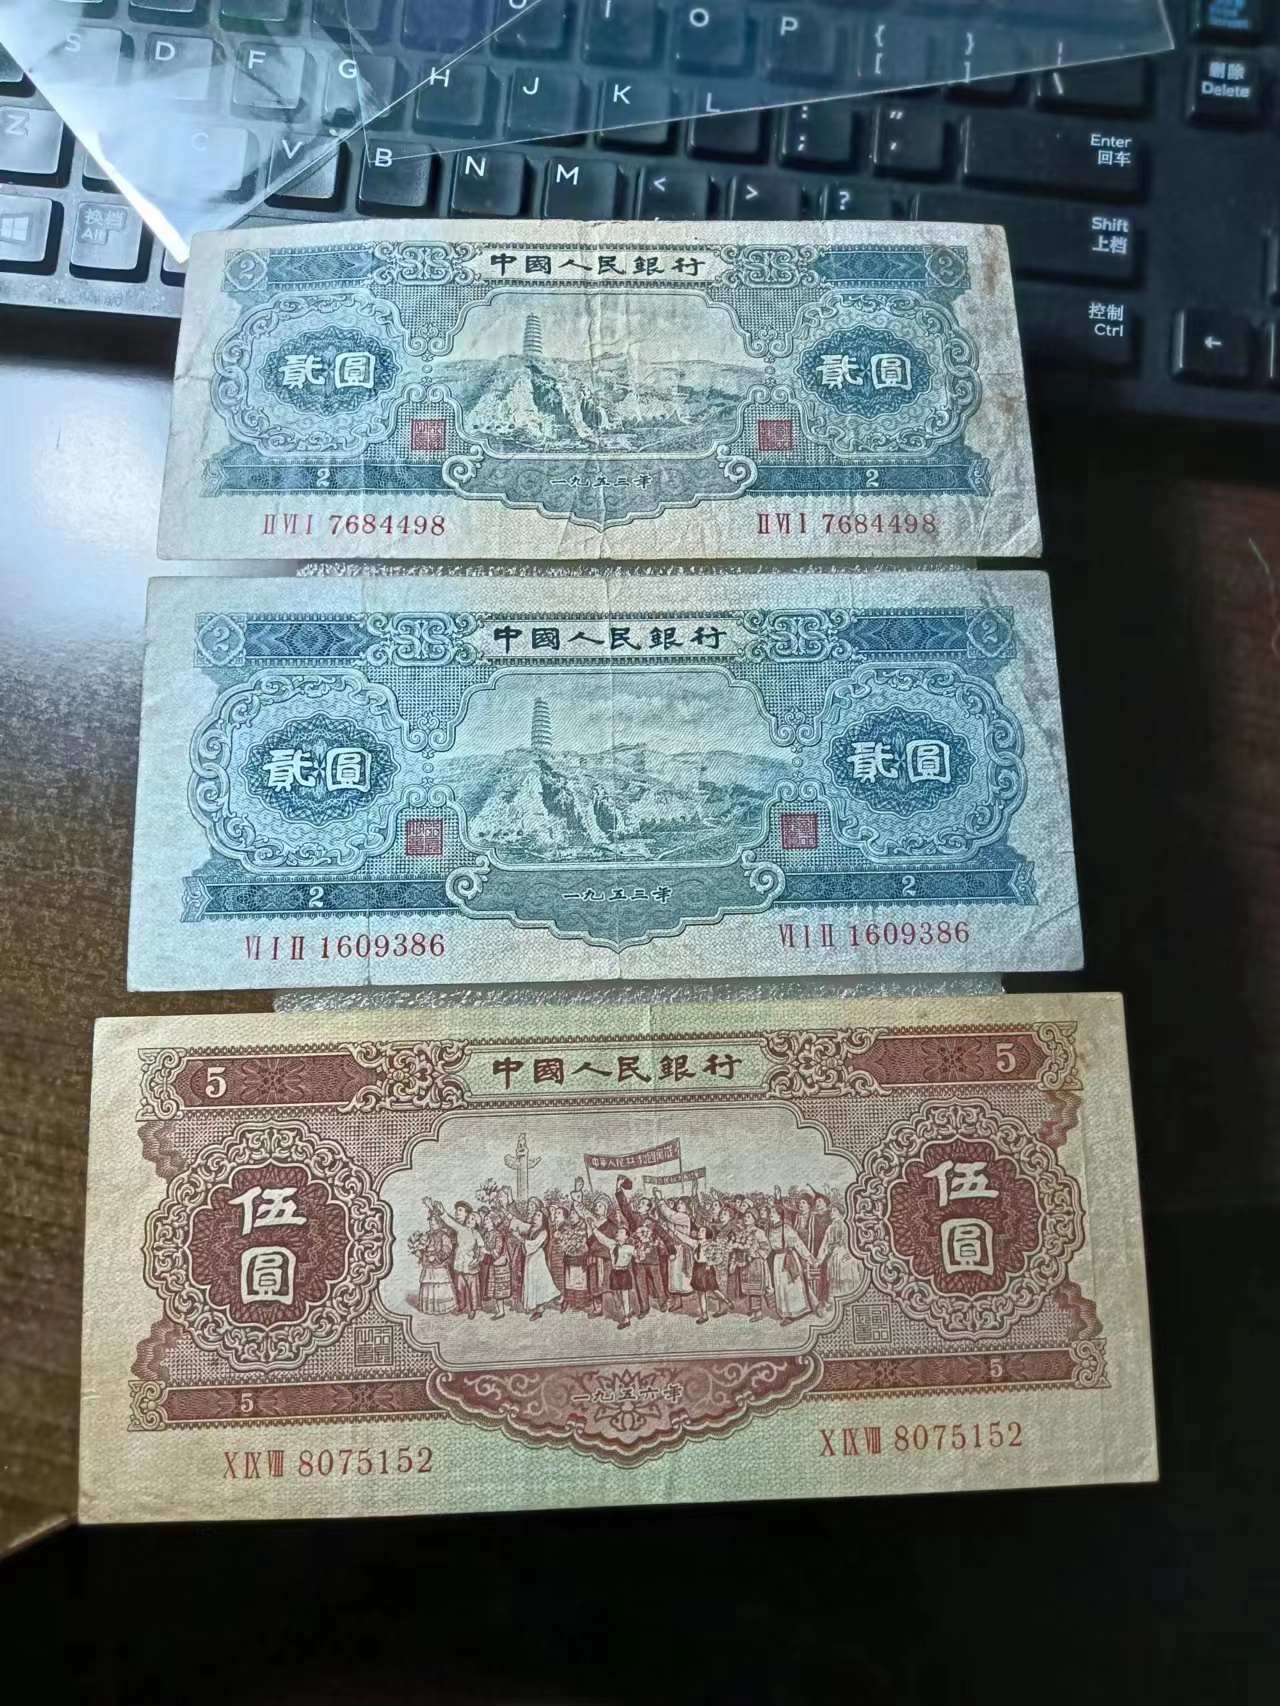 U I O P { [ } ] | \ 删除 Delete
S D F G H J K L : ; " ' Enter 回车
Z C V B N M < > ? Shift 上档
换档 Alt 控制 Ctrl ←
2 中國人民銀行 2
貳圓 貳圓
2 一九五三年 2
II VI I 7684498 II VI I 7684498
2 中國人民銀行 2
貳圓 貳圓
2 一九五三年 2
VI I II 1609386 VI I II 1609386
5 中國人民銀行 5
伍圓 伍圓
5 一九五六年 5
X IX VIII 8075152 X IX VIII 8075152